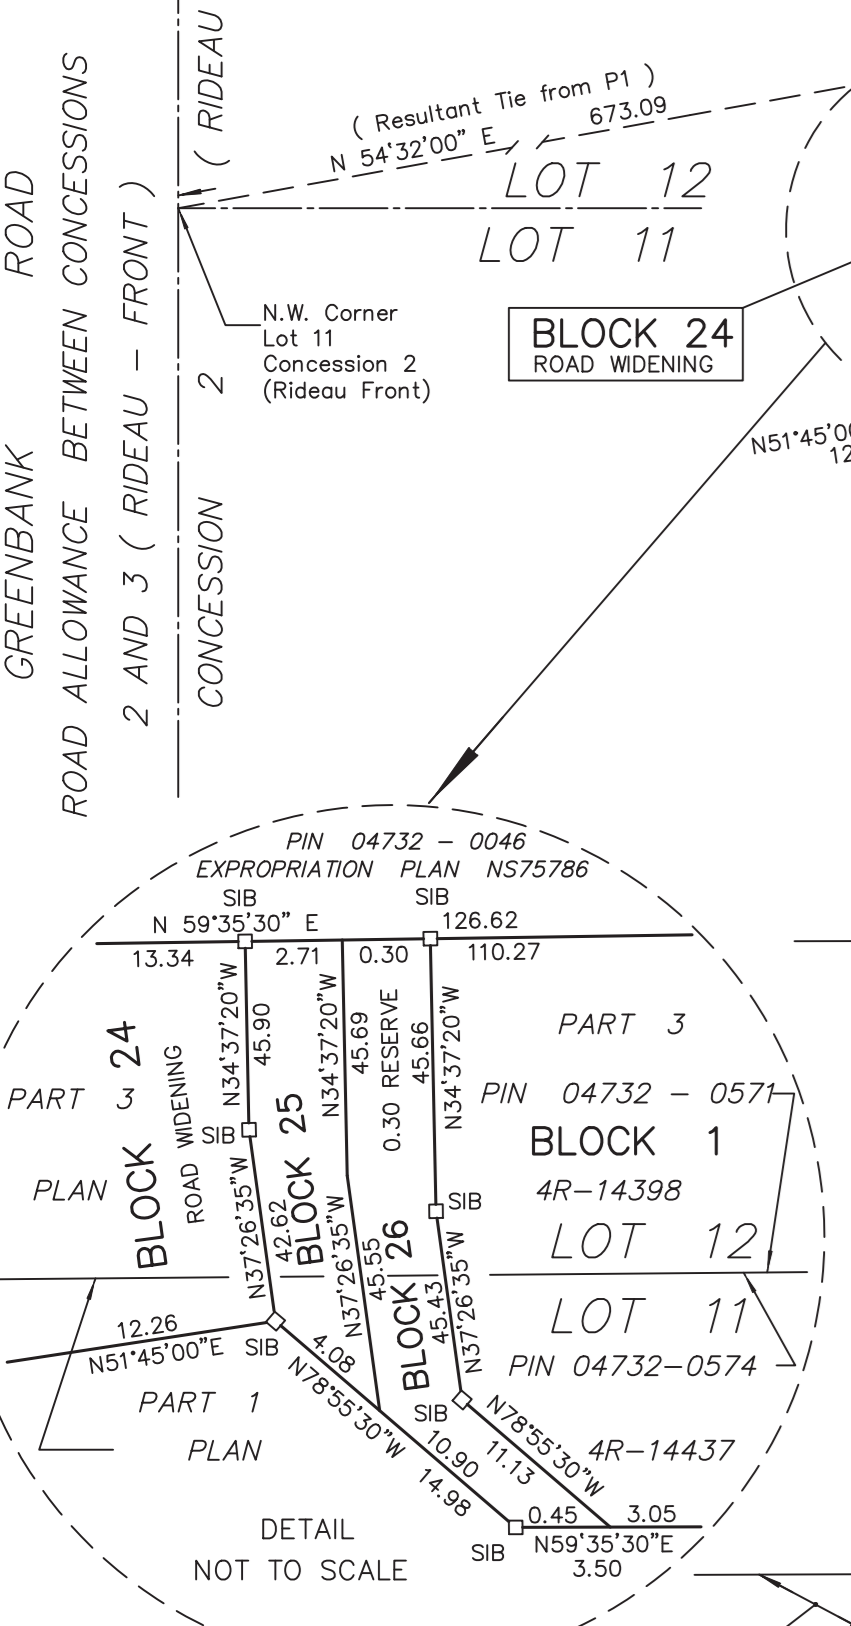 GREENBANK ROAD
ROAD ALLOWANCE BETWEEN CONCESSIONS
2 AND 3 ( RIDEAU - FRONT )
CONCESSION 2 ( RIDEAU
( Resultant Tie from P1 )
N 54°32'00" E 673.09
LOT 12
LOT 11
N.W. Corner
Lot 11
Concession 2
(Rideau Front)
BLOCK 24
ROAD WIDENING
N51°45'00
12
PIN 04732 - 0046
EXPROPRIATION PLAN NS75786
SIB SIB
N 59°35'30" E 126.62
13.34 2.71 0.30 110.27
N34°37'20"W
45.90
N34°37'20"W
45.69
0.30 RESERVE
45.66
N34°37'20"W
PART 3
PART 3
PIN 04732 - 0571
BLOCK 24
ROAD WIDENING
SIB
BLOCK 25
BLOCK 1
PLAN
4R-14398
SIB
N37°26'35"W
42.62
N37°26'35"W
45.55
BLOCK 26
45.43
N37°26'35"W
LOT 12
LOT 11
12.26
N51°45'00"E
SIB
4.08
N78°55'30"W
PIN 04732-0574
PART 1
PLAN
SIB
N78°55'30"W
11.13
10.90
14.98
4R-14437
0.45 3.05
SIB
N59°35'30"E
3.50
DETAIL
NOT TO SCALE